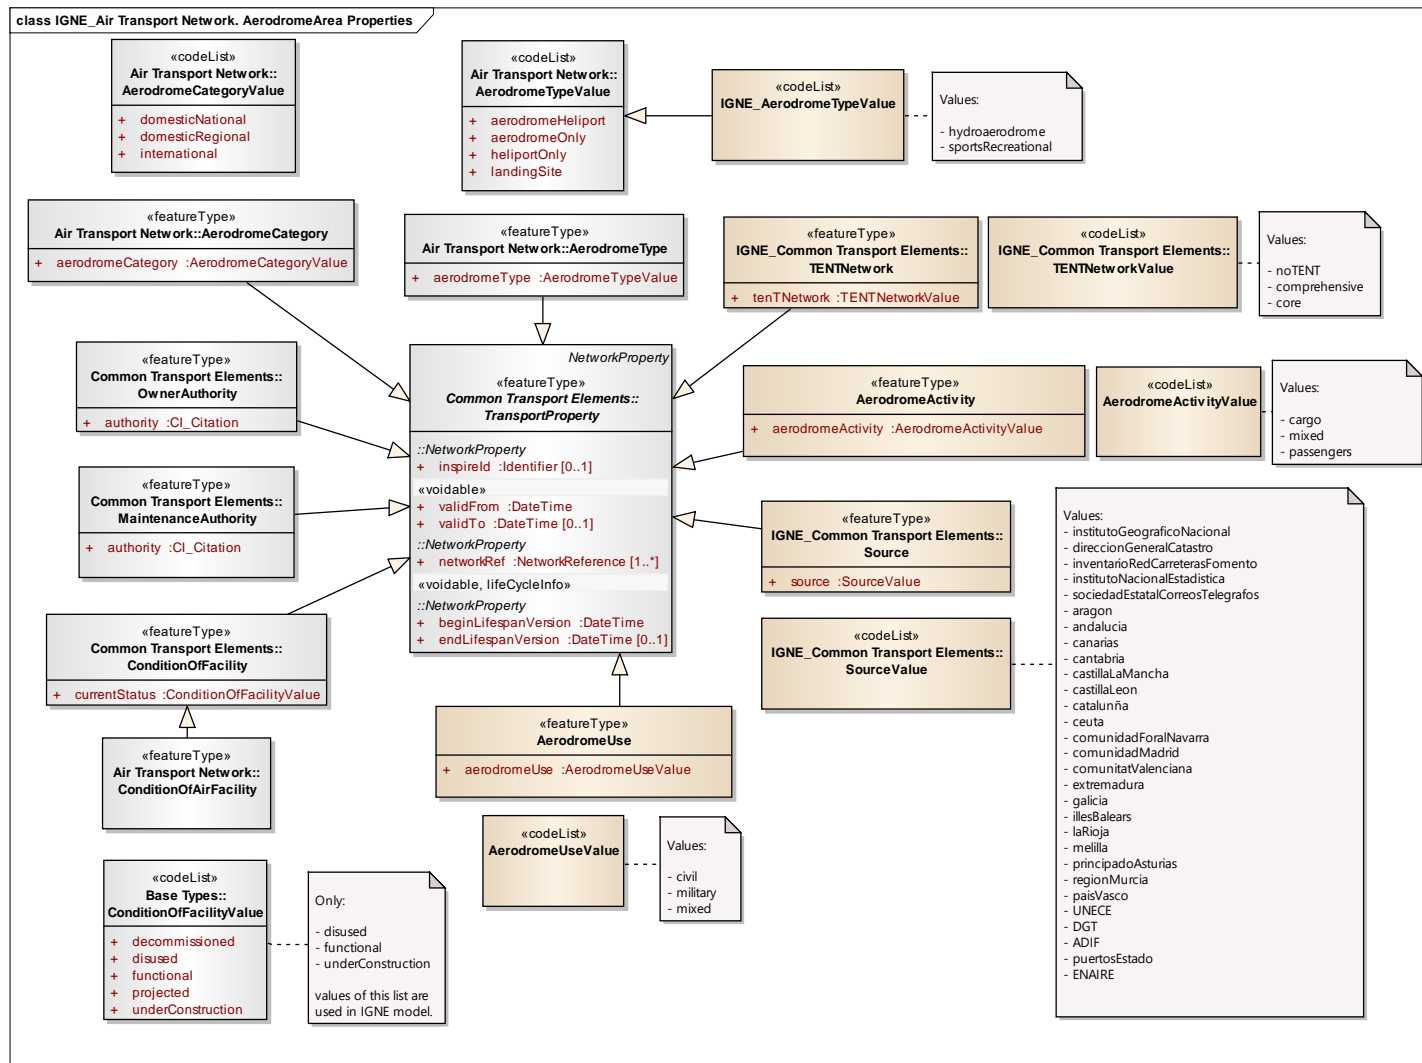 class IGNE_Air Transport Network. AerodromeArea Properties
«codeList»
Air Transport Network::
AerodromeCategoryValue
+ domesticNational
+ domesticRegional
+ international
«codeList»
Air Transport Network::
AerodromeTypeValue
+ aerodromeHeliport
+ aerodromeOnly
+ heliportOnly
+ landingSite
«codeList»
IGNE_AerodromeTypeValue
Values:
- hydroaerodrome
- sportsRecreational
«featureType»
Air Transport Network::AerodromeCategory
+ aerodromeCategory :AerodromeCategoryValue
«featureType»
Air Transport Network::AerodromeType
+ aerodromeType :AerodromeTypeValue
«featureType»
IGNE_Common Transport Elements::
TENTNetwork
+ tenTNetwork :TENTNetworkValue
«codeList»
IGNE_Common Transport Elements::
TENTNetworkValue
Values:
- noTENT
- comprehensive
- core
«featureType»
Common Transport Elements::
OwnerAuthority
+ authority :CI_Citation
NetworkProperty
«featureType»
Common Transport Elements::
TransportProperty
::NetworkProperty
+ inspireId :Identifier [0..1]
«voidable»
+ validFrom :DateTime
+ validTo :DateTime [0..1]
::NetworkProperty
+ networkRef :NetworkReference [1..*]
«voidable, lifeCycleInfo»
::NetworkProperty
+ beginLifespanVersion :DateTime
+ endLifespanVersion :DateTime [0..1]
«featureType»
AerodromeActivity
+ aerodromeActivity :AerodromeActivityValue
«codeList»
AerodromeActivityValue
Values:
- cargo
- mixed
- passengers
«featureType»
Common Transport Elements::
MaintenanceAuthority
+ authority :CI_Citation
«featureType»
IGNE_Common Transport Elements::
Source
+ source :SourceValue
«codeList»
IGNE_Common Transport Elements::
SourceValue
Values:
- institutoGeograficoNacional
- direccionGeneralCatastro
- inventarioRedCarreterasFomento
- institutoNacionalEstadistica
- sociedadEstatalCorreosTelegrafos
- aragon
- andalucia
- canarias
- cantabria
- castillaLaMancha
- castillaLeon
- catalunña
- ceuta
- comunidadForalNavarra
- comunidadMadrid
- comunitatValenciana
- extremadura
- galicia
- illesBalears
- laRioja
- melilla
- principadoAsturias
- regionMurcia
- paisVasco
- UNECE
- DGT
- ADIF
- puertosEstado
- ENAIRE
«featureType»
Common Transport Elements::
ConditionOfFacility
+ currentStatus :ConditionOfFacilityValue
«featureType»
Air Transport Network::
ConditionOfAirFacility
«featureType»
AerodromeUse
+ aerodromeUse :AerodromeUseValue
«codeList»
AerodromeUseValue
Values:
- civil
- military
- mixed
«codeList»
Base Types::
ConditionOfFacilityValue
+ decommissioned
+ disused
+ functional
+ projected
+ underConstruction
Only:
- disused
- functional
- underConstruction
values of this list are
used in IGNE model.